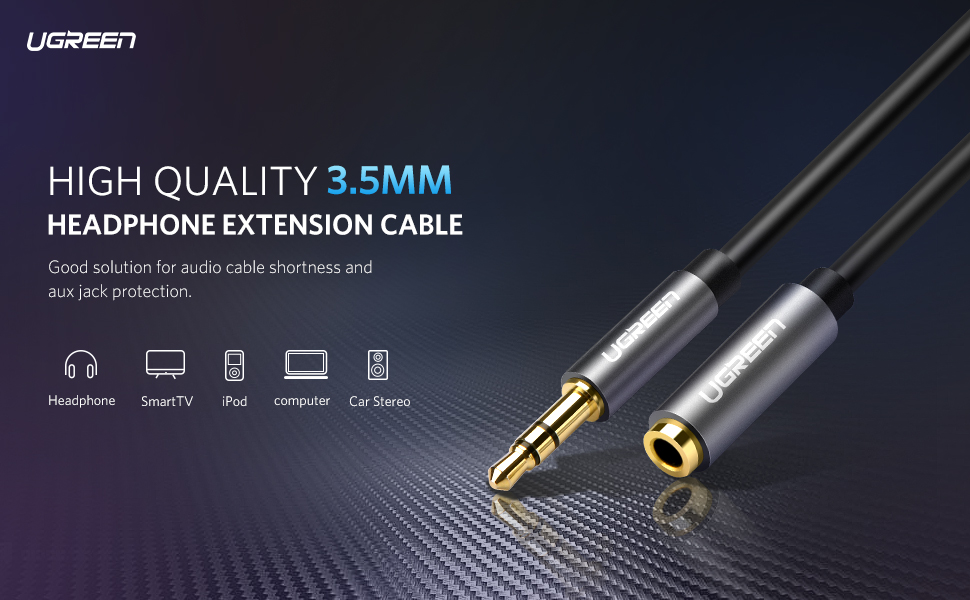 UGREEN
HIGH QUALITY 3.5MM
HEADPHONE EXTENSION CABLE
Good solution for audio cable shortness and
aux jack protection.
Headphone SmartTV iPod computer Car Stereo
UGREEN
UGREEN